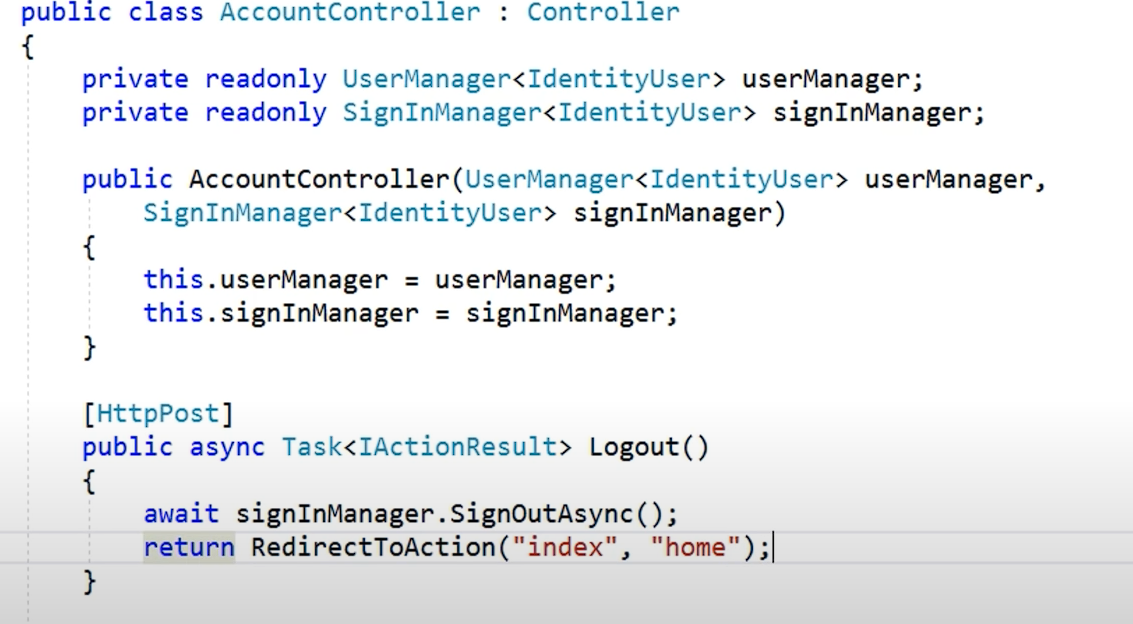 public class AccountController : Controller
{
    private readonly UserManager<IdentityUser> userManager;
    private readonly SignInManager<IdentityUser> signInManager;

    public AccountController(UserManager<IdentityUser> userManager,
        SignInManager<IdentityUser> signInManager)
    {
        this.userManager = userManager;
        this.signInManager = signInManager;
    }

    [HttpPost]
    public async Task<IActionResult> Logout()
    {
        await signInManager.SignOutAsync();
        return RedirectToAction("index", "home");
    }